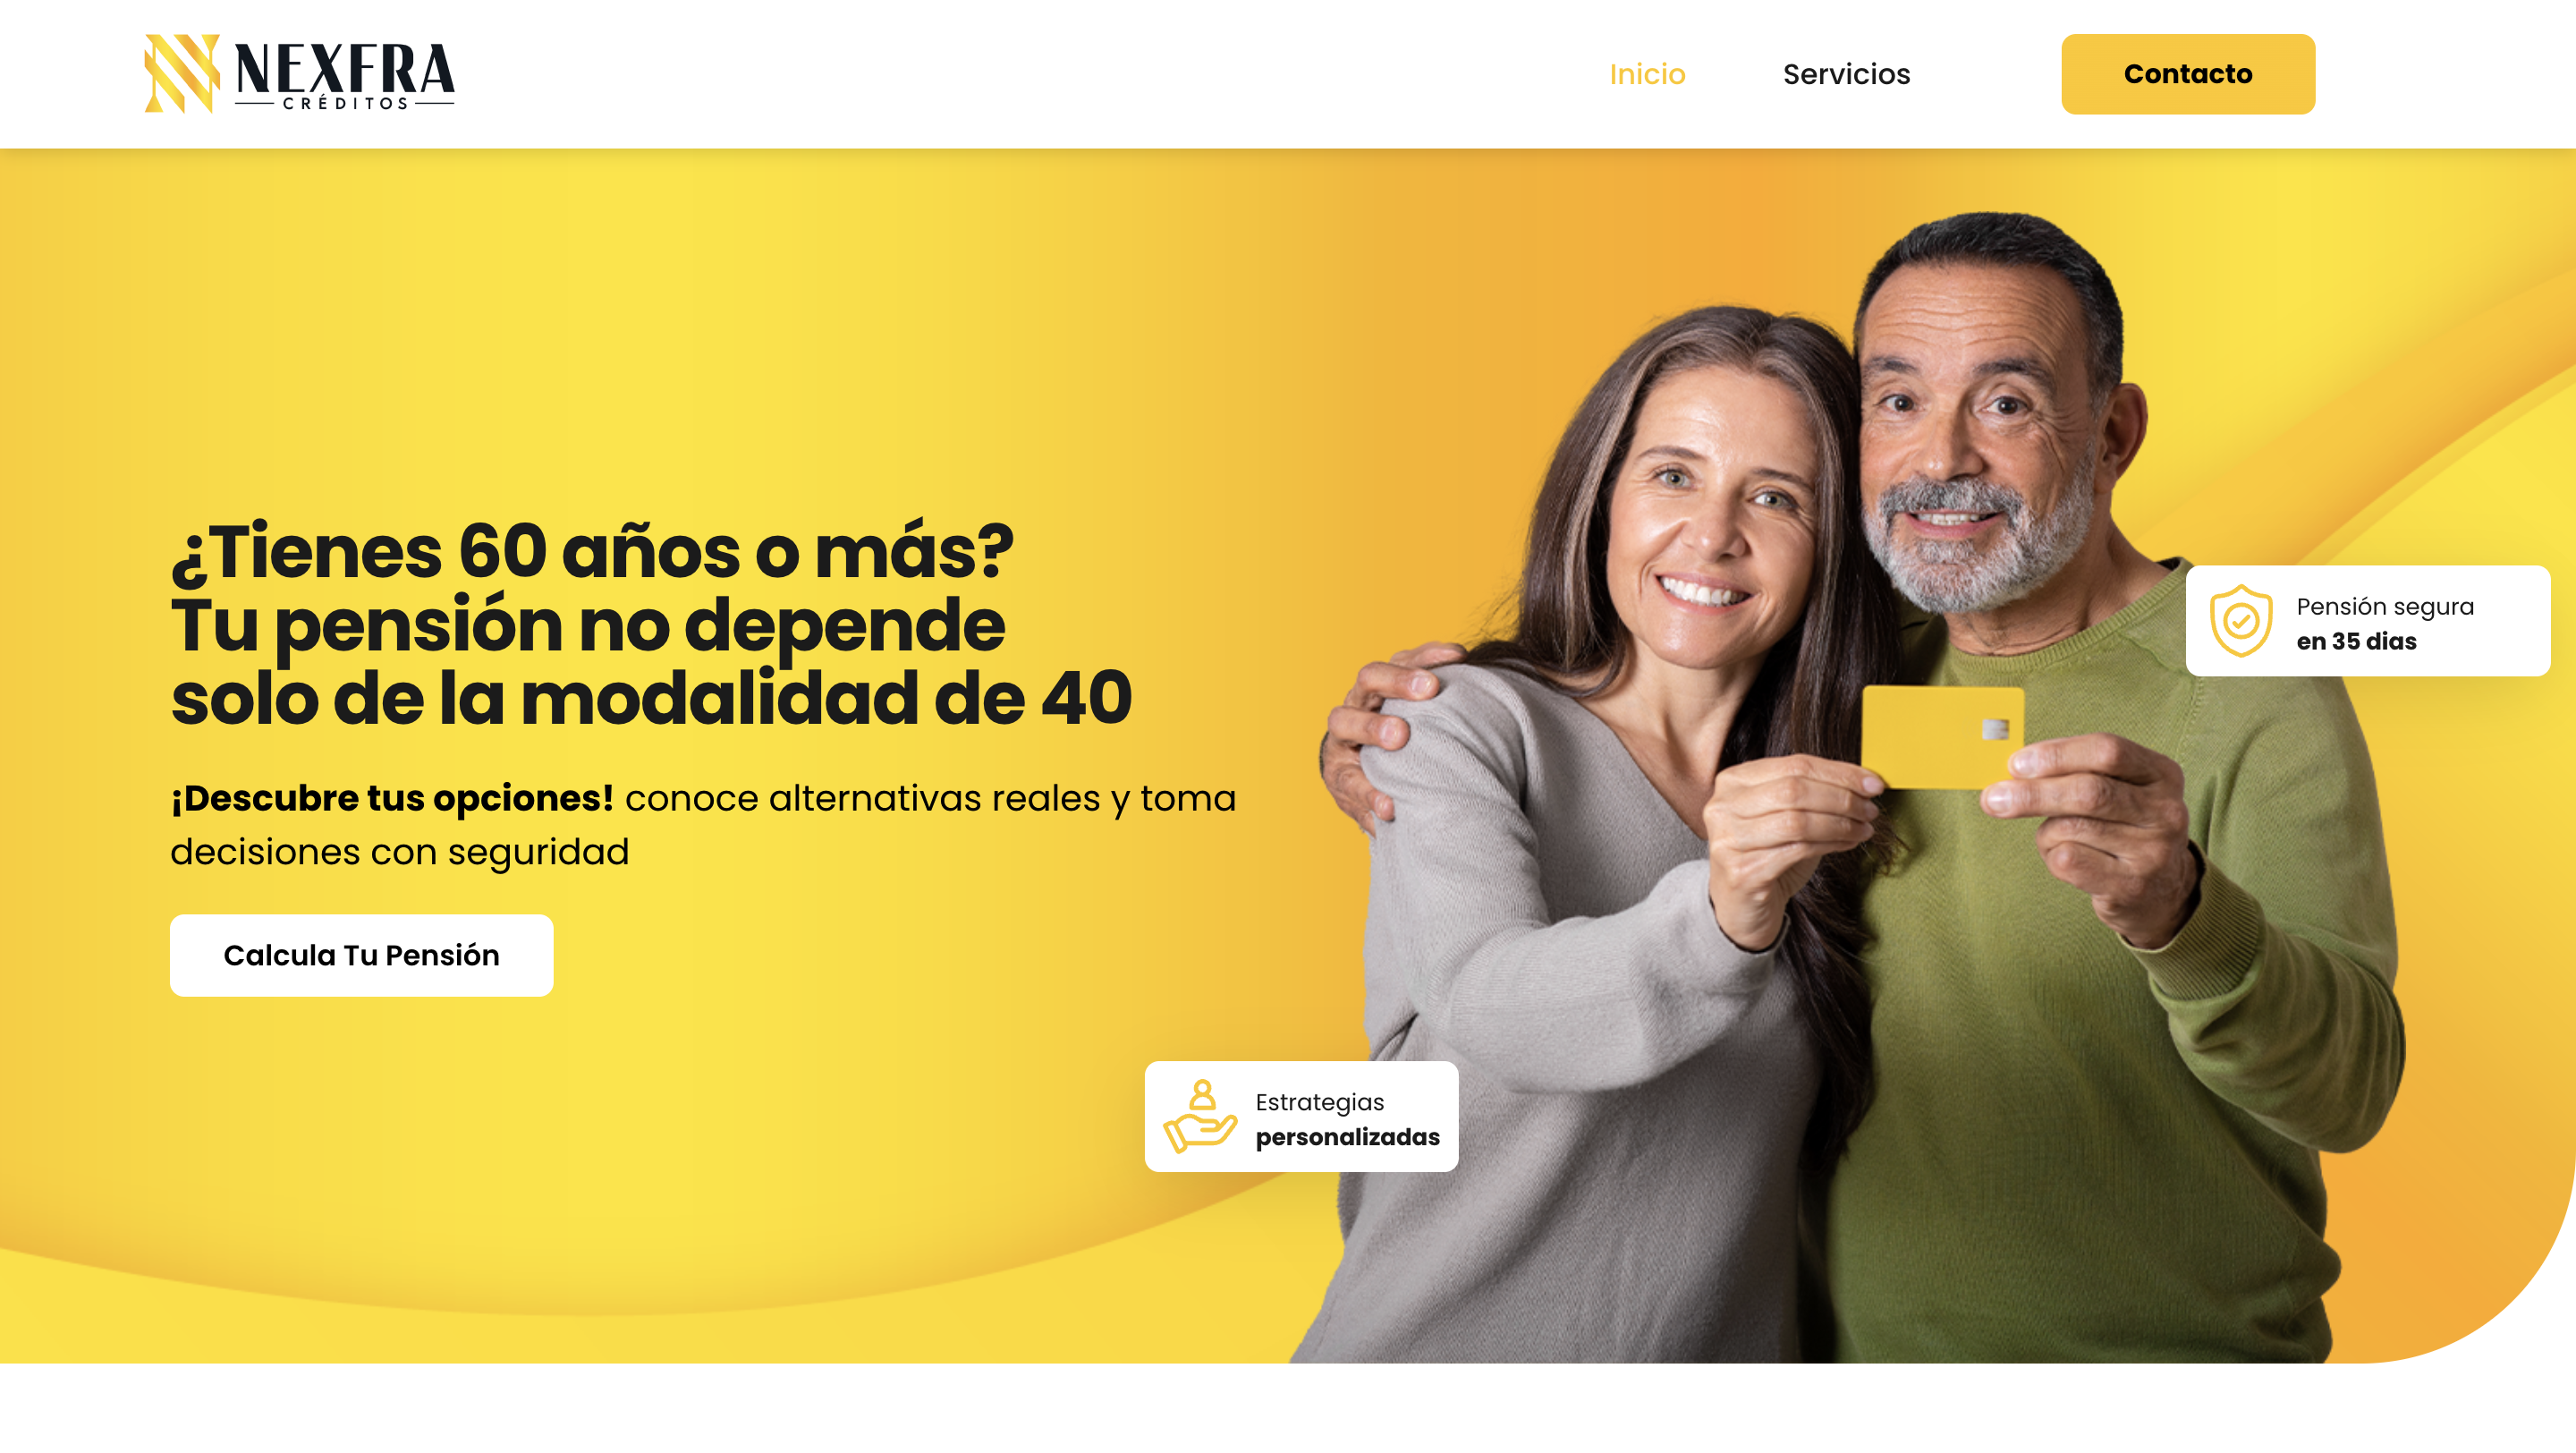 NEXFRA
CRÉDITOS
Inicio
Servicios
Contacto
¿Tienes 60 años o más?
Tu pensión no depende
solo de la modalidad de 40
¡Descubre tus opciones! conoce alternativas reales y toma
decisiones con seguridad
Calcula Tu Pensión
Pensión segura
en 35 dias
Estrategias
personalizadas